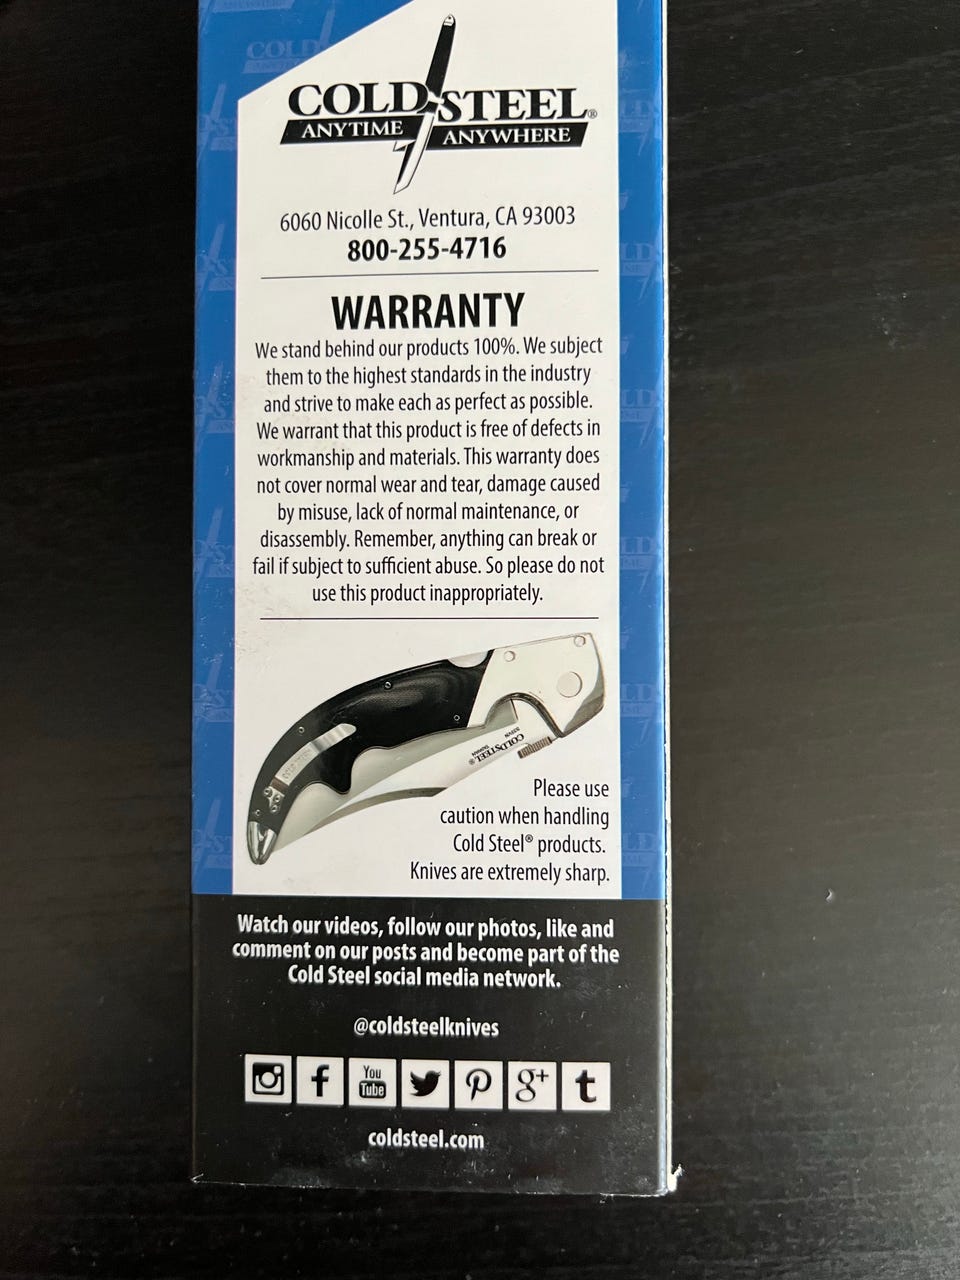 COLD STEEL®
ANYTIME ANYWHERE
6060 Nicolle St., Ventura, CA 93003
800-255-4716
WARRANTY
We stand behind our products 100%. We subject
them to the highest standards in the industry
and strive to make each as perfect as possible.
We warrant that this product is free of defects in
workmanship and materials. This warranty does
not cover normal wear and tear, damage caused
by misuse, lack of normal maintenance, or
disassembly. Remember, anything can break or
fail if subject to sufficient abuse. So please do not
use this product inappropriately.
COLD STEEL®
TAIWAN
Please use
caution when handling
Cold Steel® products.
Knives are extremely sharp.
Watch our videos, follow our photos, like and
comment on our posts and become part of the
Cold Steel social media network.
@coldsteelknives
f You Tube P g+ t
coldsteel.com